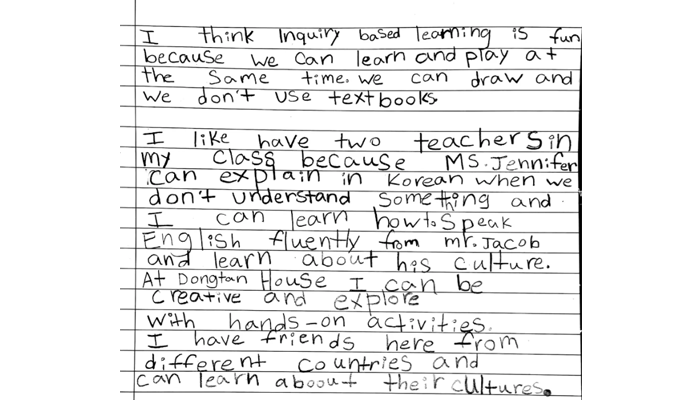 I think Inquiry based learning is fun
because we can learn and play at
the same time. we can draw and
we don't use textbooks
I like have two teachers in
my class because MS. Jennifer
can explain in Korean when we
don't understand something and
I can learn how to speak
English fluently from mr. Jacob
and learn about his culture.
At Dongtan House I can be
creative and explore
with hands-on activities.
I have friends here from
different countries and
can learn aboout their cultures.